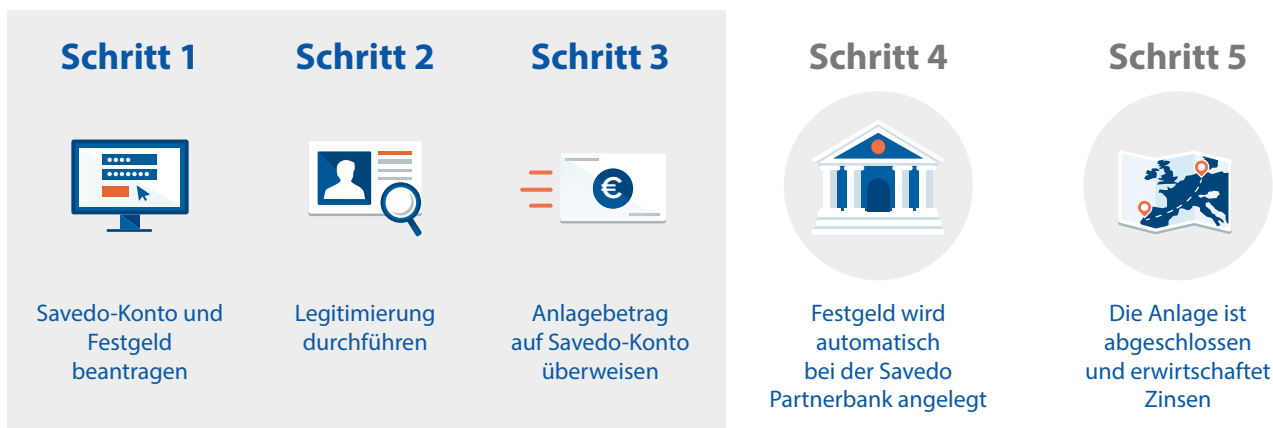 Schritt 1
Savedo-Konto und
Festgeld
beantragen
Schritt 2
Legitimierung
durchführen
Schritt 3
€
Anlagebetrag
auf Savedo-Konto
überweisen
Schritt 4
Festgeld wird
automatisch
bei der Savedo
Partnerbank angelegt
Schritt 5
Die Anlage ist
abgeschlossen
und erwirtschaftet
Zinsen